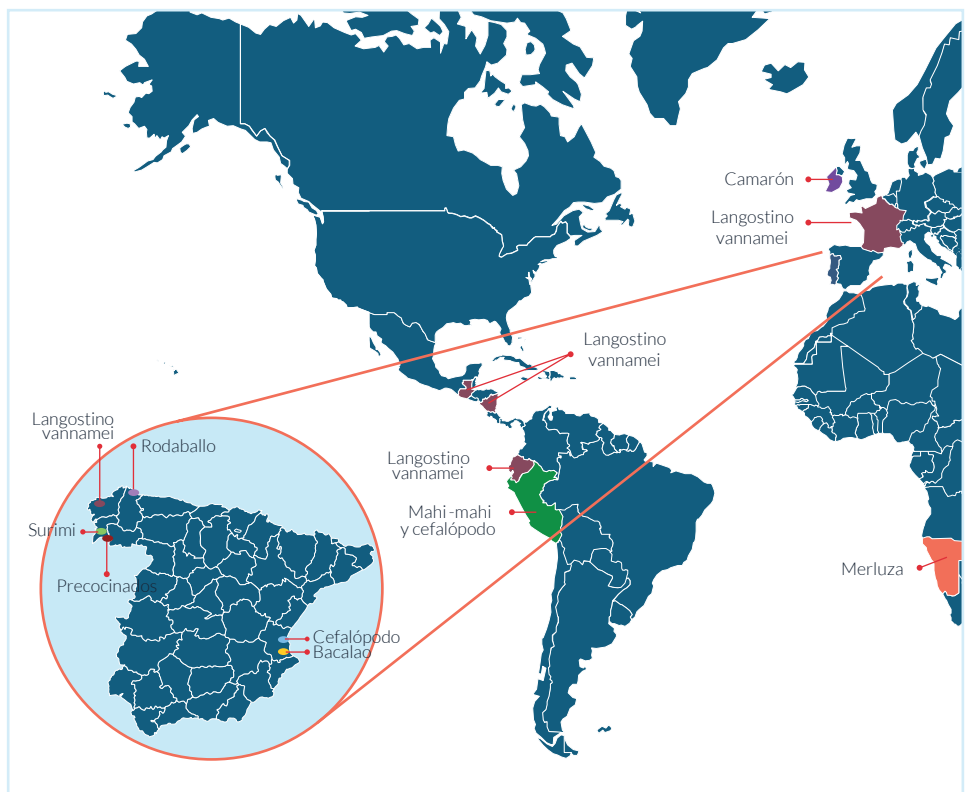 Camarón
Langostino
vannamei
Langostino
vannamei
Langostino
vannamei
Rodaballo
Langostino
vannamei
Mahi-mahi
y cefalópodo
Surimi
Precocinados
Merluza
Cefalópodo
Bacalao